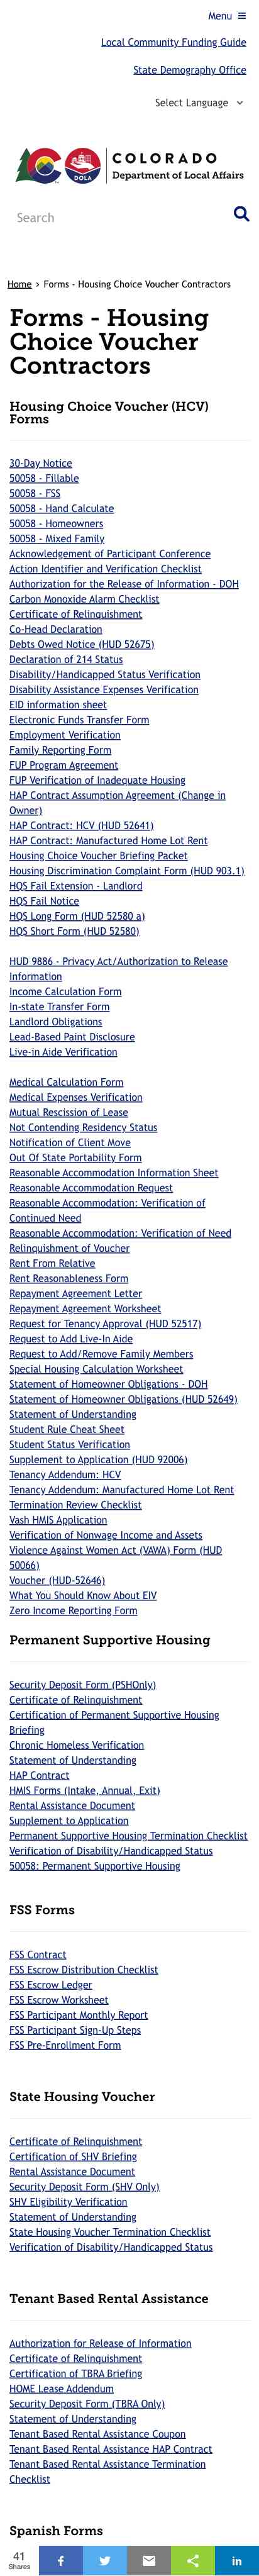 Menu
Local Community Funding Guide
State Demography Office
Select Language
CO
DOLA
COLORADO
Department of Local Affairs
Search
Home › Forms - Housing Choice Voucher Contractors
Forms - Housing
Choice Voucher
Contractors
Housing Choice Voucher (HCV)
Forms
30-Day Notice
50058 - Fillable
50058 - FSS
50058 - Hand Calculate
50058 - Homeowners
50058 - Mixed Family
Acknowledgement of Participant Conference
Action Identifier and Verification Checklist
Authorization for the Release of Information - DOH
Carbon Monoxide Alarm Checklist
Certificate of Relinquishment
Co-Head Declaration
Debts Owed Notice (HUD 52675)
Declaration of 214 Status
Disability/Handicapped Status Verification
Disability Assistance Expenses Verification
EID information sheet
Electronic Funds Transfer Form
Employment Verification
Family Reporting Form
FUP Program Agreement
FUP Verification of Inadequate Housing
HAP Contract Assumption Agreement (Change in
Owner)
HAP Contract: HCV (HUD 52641)
HAP Contract: Manufactured Home Lot Rent
Housing Choice Voucher Briefing Packet
Housing Discrimination Complaint Form (HUD 903.1)
HQS Fail Extension - Landlord
HQS Fail Notice
HQS Long Form (HUD 52580 a)
HQS Short Form (HUD 52580)
HUD 9886 - Privacy Act/Authorization to Release
Information
Income Calculation Form
In-state Transfer Form
Landlord Obligations
Lead-Based Paint Disclosure
Live-in Aide Verification
Medical Calculation Form
Medical Expenses Verification
Mutual Rescission of Lease
Not Contending Residency Status
Notification of Client Move
Out Of State Portability Form
Reasonable Accommodation Information Sheet
Reasonable Accommodation Request
Reasonable Accommodation: Verification of
Continued Need
Reasonable Accommodation: Verification of Need
Relinquishment of Voucher
Rent From Relative
Rent Reasonableness Form
Repayment Agreement Letter
Repayment Agreement Worksheet
Request for Tenancy Approval (HUD 52517)
Request to Add Live-In Aide
Request to Add/Remove Family Members
Special Housing Calculation Worksheet
Statement of Homeowner Obligations - DOH
Statement of Homeowner Obligations (HUD 52649)
Statement of Understanding
Student Rule Cheat Sheet
Student Status Verification
Supplement to Application (HUD 92006)
Tenancy Addendum: HCV
Tenancy Addendum: Manufactured Home Lot Rent
Termination Review Checklist
Vash HMIS Application
Verification of Nonwage Income and Assets
Violence Against Women Act (VAWA) Form (HUD
50066)
Voucher (HUD-52646)
What You Should Know About EIV
Zero Income Reporting Form
Permanent Supportive Housing
Security Deposit Form (PSHOnly)
Certificate of Relinquishment
Certification of Permanent Supportive Housing
Briefing
Chronic Homeless Verification
Statement of Understanding
HAP Contract
HMIS Forms (Intake, Annual, Exit)
Rental Assistance Document
Supplement to Application
Permanent Supportive Housing Termination Checklist
Verification of Disability/Handicapped Status
50058: Permanent Supportive Housing
FSS Forms
FSS Contract
FSS Escrow Distribution Checklist
FSS Escrow Ledger
FSS Escrow Worksheet
FSS Participant Monthly Report
FSS Participant Sign-Up Steps
FSS Pre-Enrollment Form
State Housing Voucher
Certificate of Relinquishment
Certification of SHV Briefing
Rental Assistance Document
Security Deposit Form (SHV Only)
SHV Eligibility Verification
Statement of Understanding
State Housing Voucher Termination Checklist
Verification of Disability/Handicapped Status
Tenant Based Rental Assistance
Authorization for Release of Information
Certificate of Relinquishment
Certification of TBRA Briefing
HOME Lease Addendum
Security Deposit Form (TBRA Only)
Statement of Understanding
Tenant Based Rental Assistance Coupon
Tenant Based Rental Assistance HAP Contract
Tenant Based Rental Assistance Termination
Checklist
Spanish Forms
41
Shares